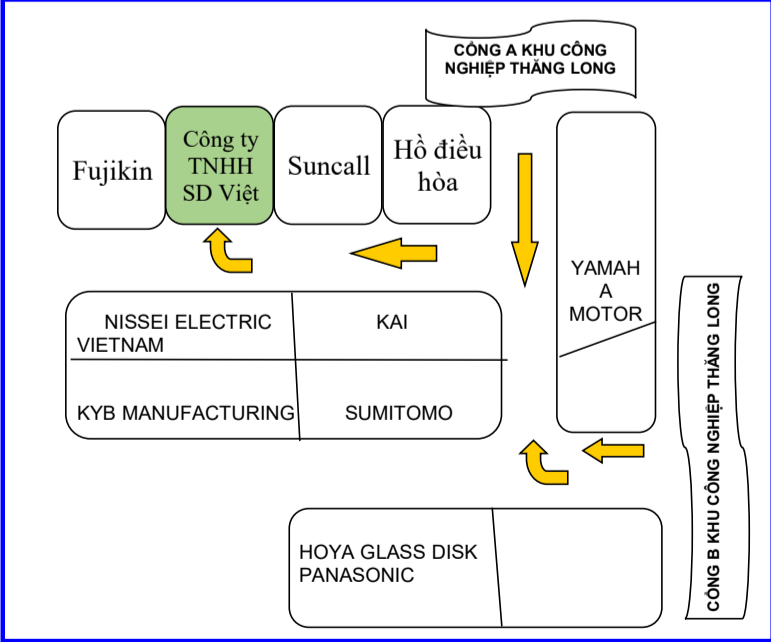 CỔNG A KHU CÔNG
NGHIỆP THĂNG LONG
Fujikin
Công ty
TNHH
SD Việt
Suncall
Hồ điều
hòa
YAMAH
A
MOTOR
NISSEI ELECTRIC
VIETNAM
KAI
KYB MANUFACTURING
SUMITOMO
CỔNG B KHU CÔNG NGHIỆP THĂNG LONG
HOYA GLASS DISK
PANASONIC